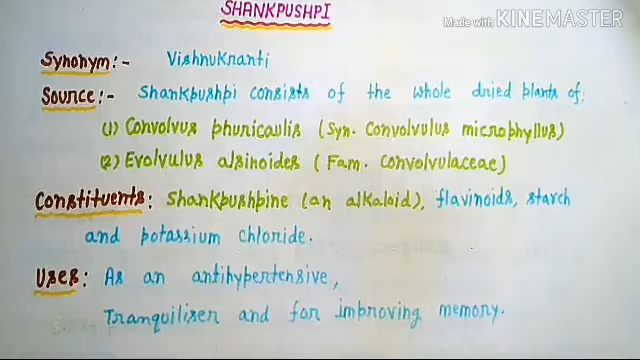 SHANKPUSHPI
Made with KINEMASTER
Synonym:- Vishnukranti
Source:- Shankpushpi consists of the whole dried plants of:
(1) Convolvus phuricaulis (Syn. Convolvulus microphyllus)
(2) Evolvulus alsinoides (Fam. Convolvulaceae)
Constituents: Shankpushpine (an alkaloid), flavinoids, starch
and potassium chloride.
Uses: As an antihypertensive,
Tranquiliser and for improving memory.